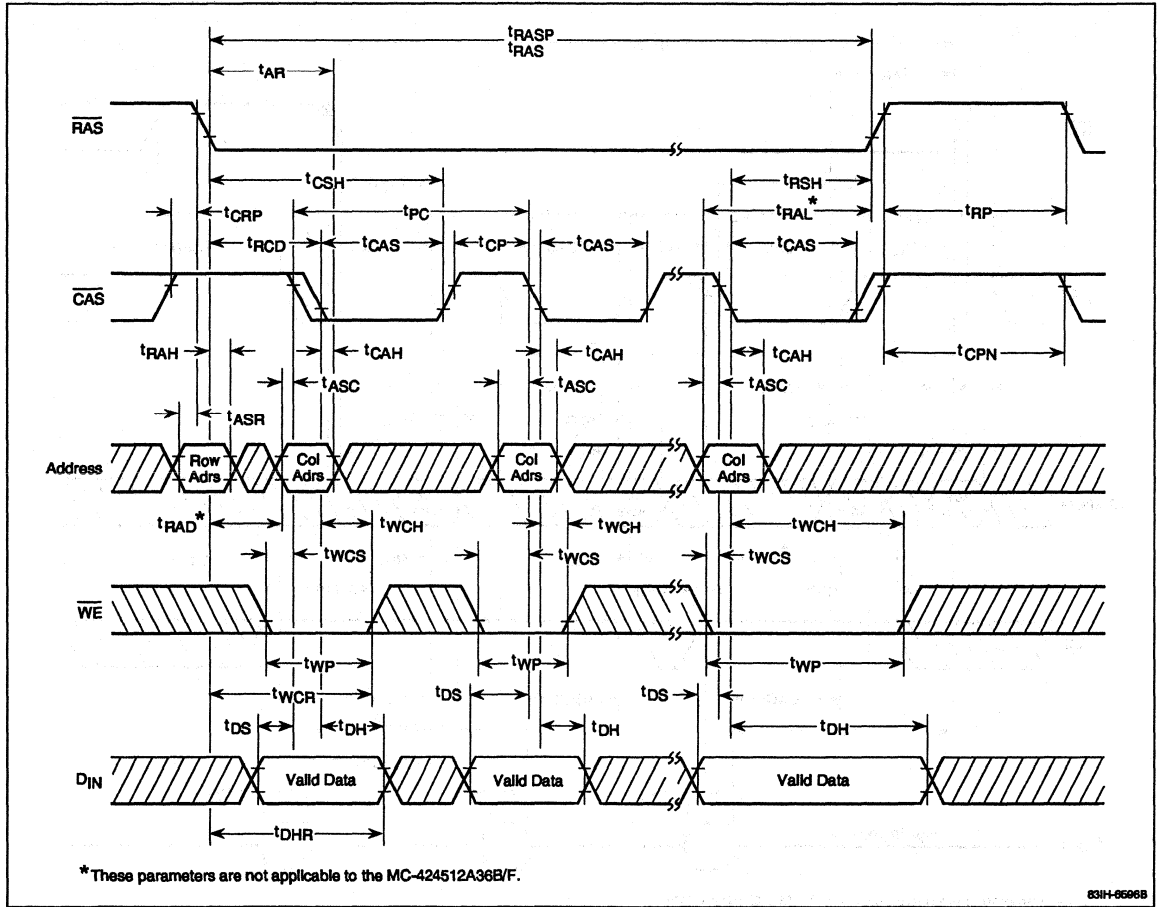 tRASP
tRAS
tAR
RAS
tCSH
tRSH
tCRP
tPC
tRAL*
tRP
tRCD
tCAS
tCP
tCAS
tCAS
CAS
tRAH
tCAH
tCAH
tCAH
tCPN
tASC
tASC
tASC
tASR
Address
Row Adrs
Col Adrs
Col Adrs
Col Adrs
tRAD*
tWCH
tWCH
tWCH
tWCS
tWCS
tWCS
WE
tWP
tWP
tWP
tWCR
tDS
tDS
tDS
tDH
tDH
tDH
DIN
Valid Data
Valid Data
Valid Data
tDHR
*These parameters are not applicable to the MC-424512A36B/F.
83IH-6596B